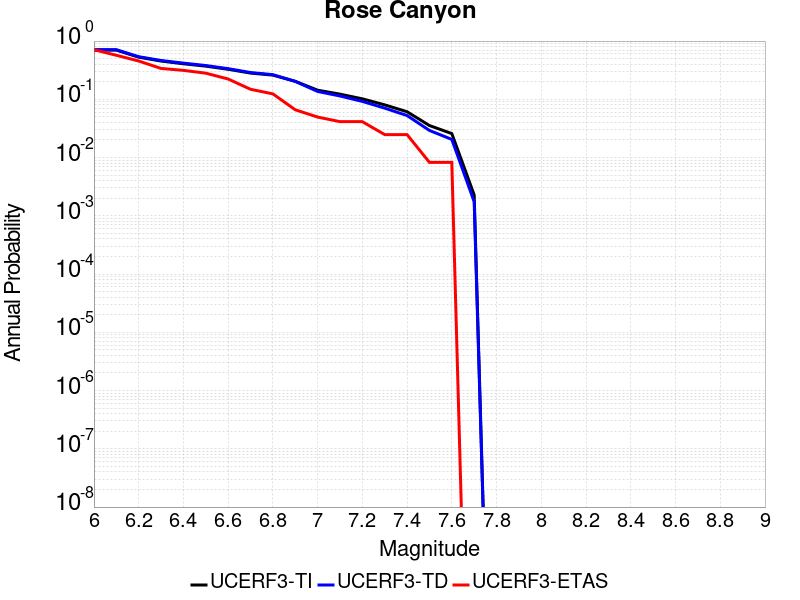 Rose Canyon
10^0
10^-1
10^-2
10^-3
10^-4
10^-5
10^-6
10^-7
10^-8
Annual Probability
6 6.2 6.4 6.6 6.8 7 7.2 7.4 7.6 7.8 8 8.2 8.4 8.6 8.8 9
Magnitude
UCERF3-TI UCERF3-TD UCERF3-ETAS